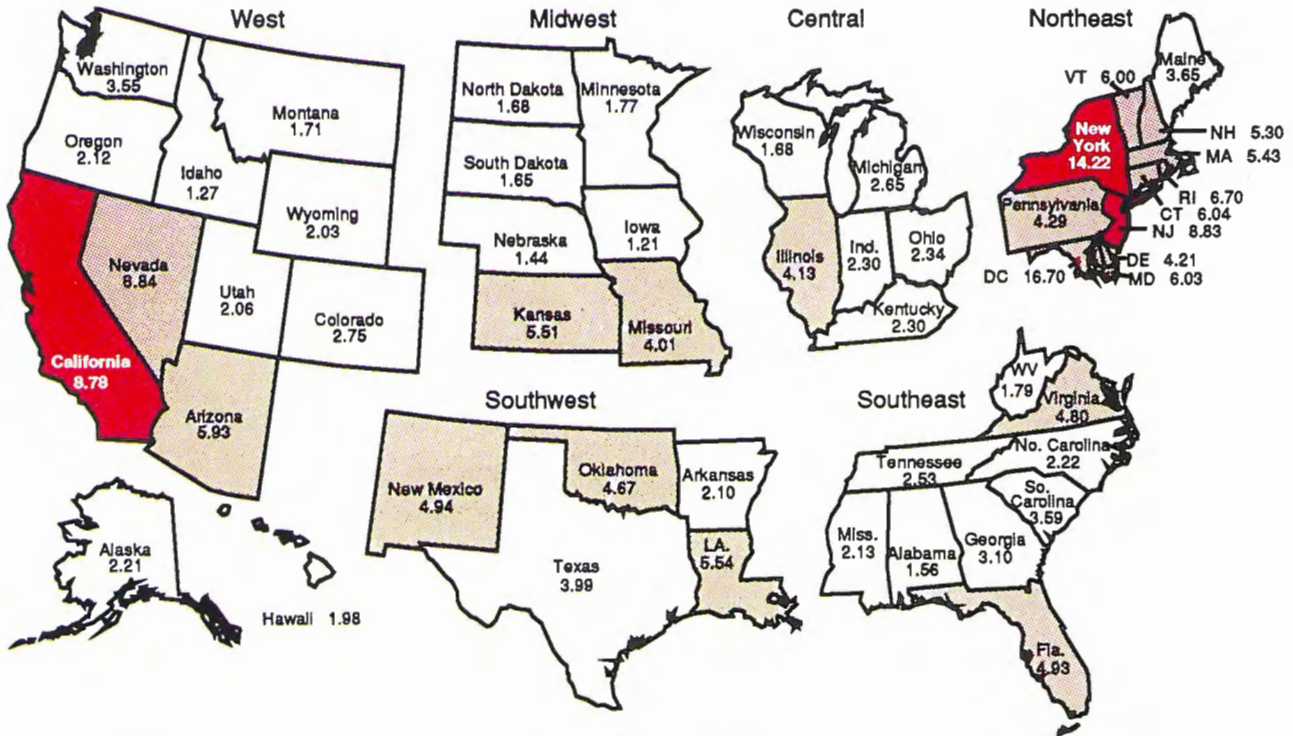 West
Midwest
Central
Northeast
Washington
3.55
Oregon
2.12
Idaho
1.27
Montana
1.71
Wyoming
2.03
Nevada
6.84
Utah
2.06
Colorado
2.75
California
8.78
Arizona
5.93
Alaska
2.21
Hawaii 1.98
North Dakota
1.68
Minnesota
1.77
South Dakota
1.65
Nebraska
1.44
Iowa
1.21
Kansas
5.51
Missouri
4.01
Wisconsin
1.68
Michigan
2.65
Illinois
4.13
Ind.
2.30
Ohio
2.34
Kentucky
2.30
Maine
3.65
VT 6.00
New
York
14.22
NH 5.30
MA 5.43
RI 6.70
CT 6.04
NJ 8.83
Pennsylvania
4.29
DE 4.21
MD 6.03
DC 16.70
Southwest
Southeast
New Mexico
4.94
Oklahoma
4.67
Arkansas
2.10
Texas
3.99
LA.
5.54
WV
1.79
Virginia
4.80
No. Carolina
2.22
Tennessee
2.53
So.
Carolina
3.59
Miss.
2.13
Alabama
1.56
Georgia
3.10
Fla.
4.93